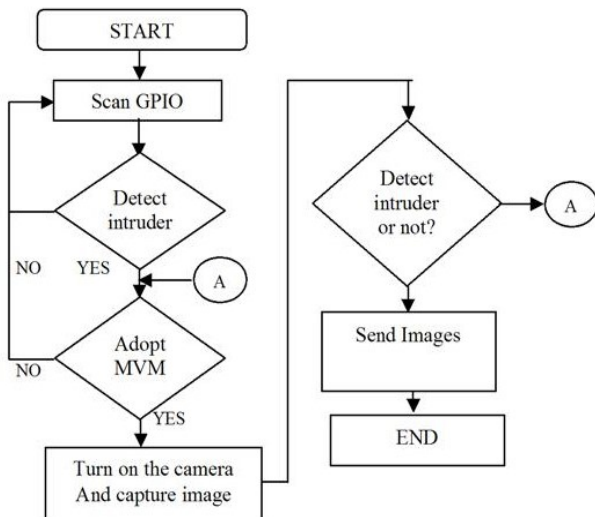 START
Scan GPIO
Detect
intruder
NO
YES
A
Adopt
MVM
NO
YES
Turn on the camera
And capture image
Detect
intruder
or not?
A
Send Images
END